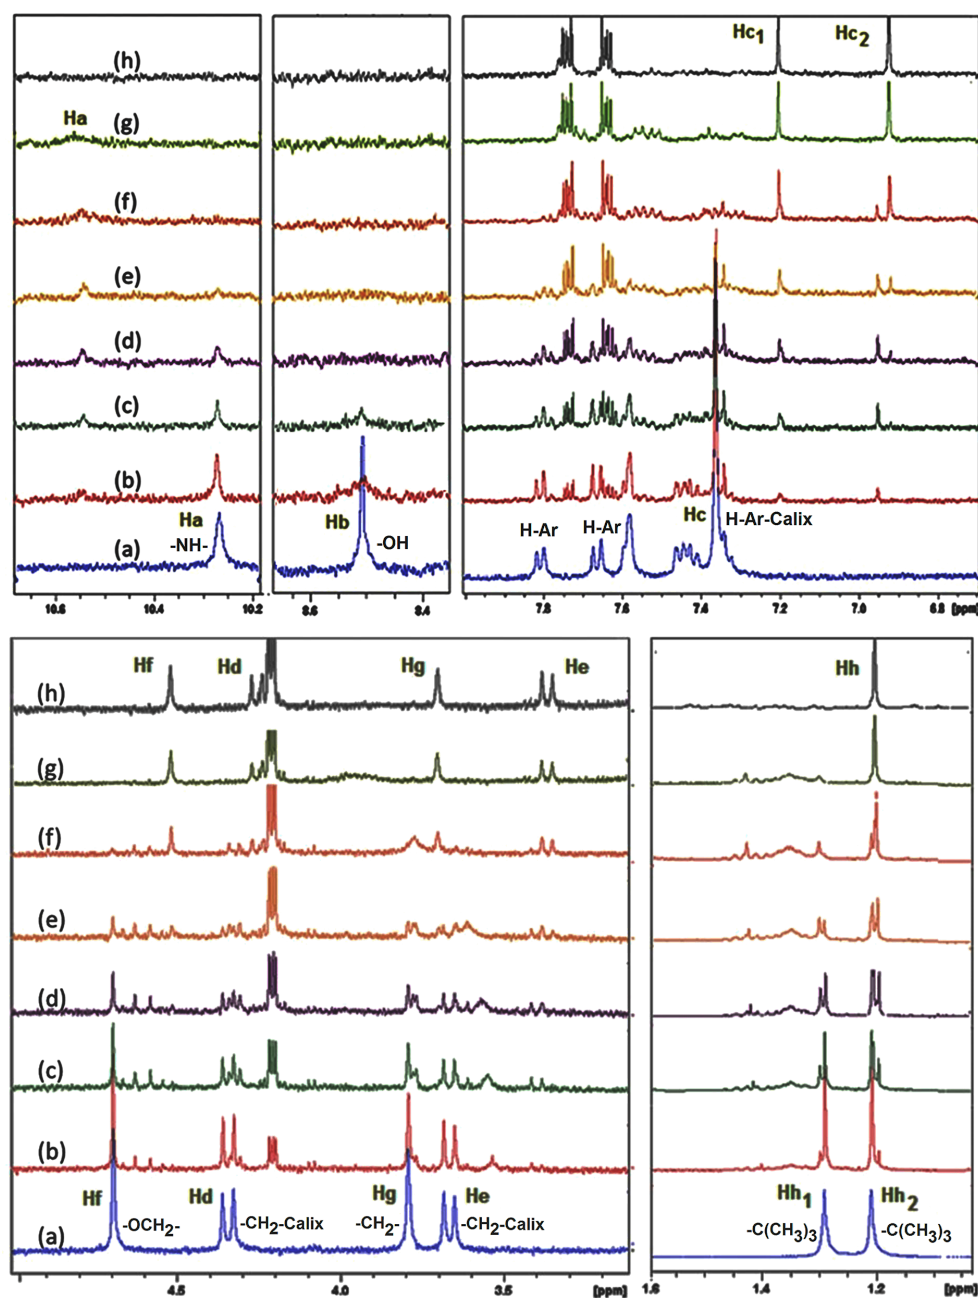 (h) Hc1 Hc2
Ha (g)
(f)
(e)
(d)
(c)
(b)
Ha Hb Hc H-Ar-Calix
-NH- -OH H-Ar H-Ar
(a)
10.6 10.4 10.2 8.6 8.4 7.8 7.6 7.4 7.2 7.0 6.8 [ppm]
Hf Hd Hg He Hh
(h)
(g)
(f)
(e)
(d)
(c)
(b)
Hf Hd Hg He Hh1 Hh2
-OCH2- -CH2-Calix -CH2- -CH2-Calix -C(CH3)3 -C(CH3)3
(a)
4.5 4.0 3.5 [ppm] 1.6 1.4 1.2 [ppm]